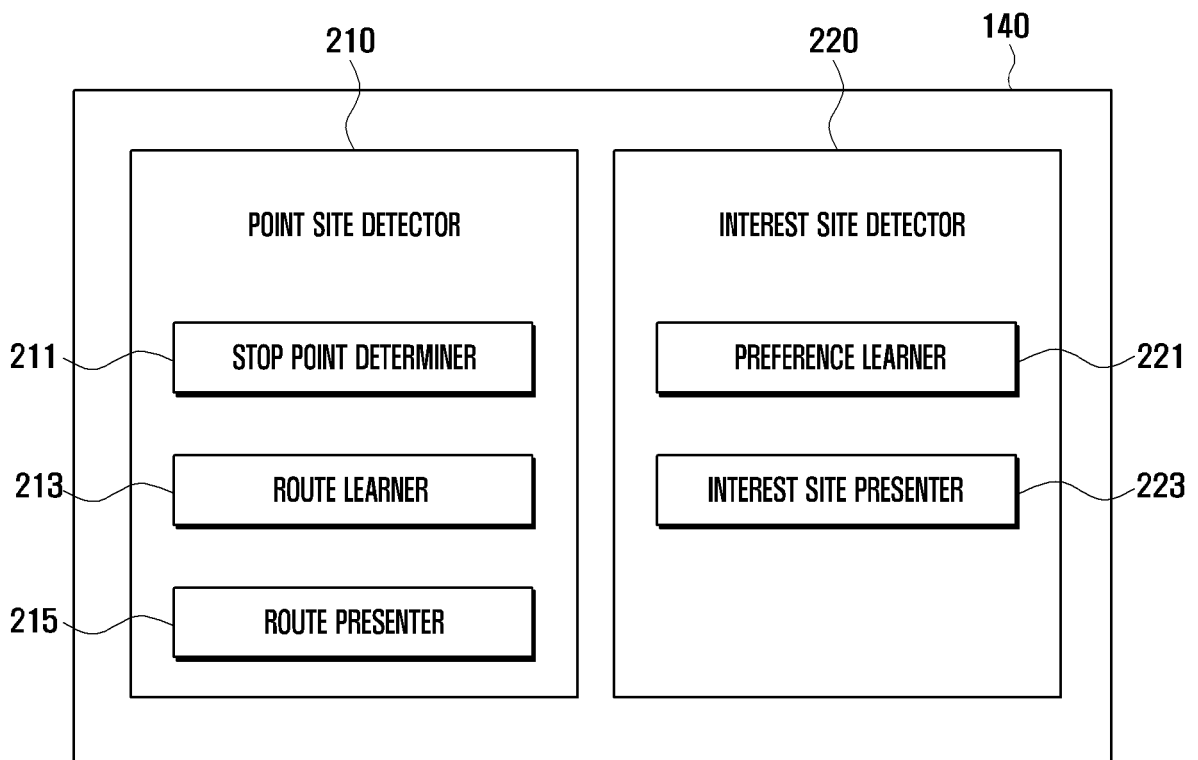 210
220
140
POINT SITE DETECTOR
INTEREST SITE DETECTOR
211
STOP POINT DETERMINER
PREFERENCE LEARNER
221
213
ROUTE LEARNER
INTEREST SITE PRESENTER
223
215
ROUTE PRESENTER